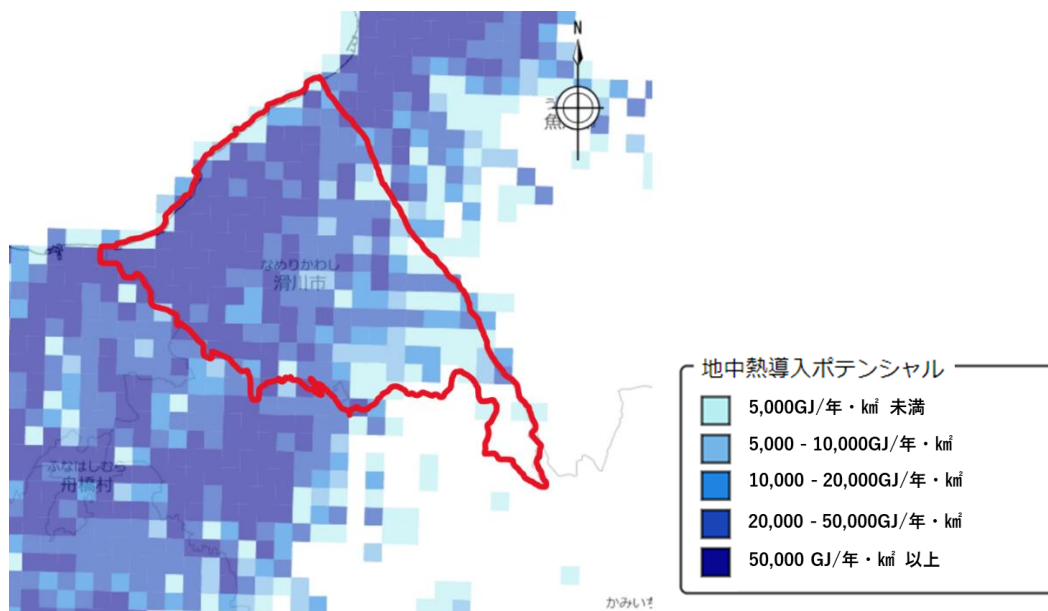 N
魚
なめりかわし
滑川市
ふなはしむら
舟橋村
かみいち
地中熱導入ポテンシャル
5,000GJ/年・㎢ 未満
5,000 - 10,000GJ/年・㎢
10,000 - 20,000GJ/年・㎢
20,000 - 50,000GJ/年・㎢
50,000 GJ/年・㎢ 以上